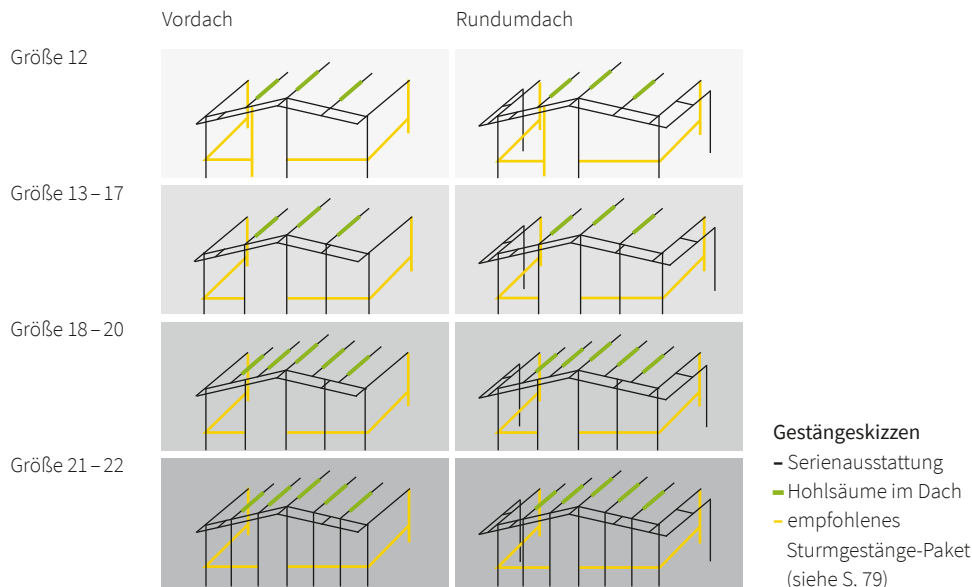 Vordach
Rundumdach
Größe 12
Größe 13 – 17
Größe 18 – 20
Größe 21 – 22
Gestängeskizzen
– Serienausstattung
– Hohlsäume im Dach
– empfohlenes
Sturmgestänge-Paket
(siehe S. 79)